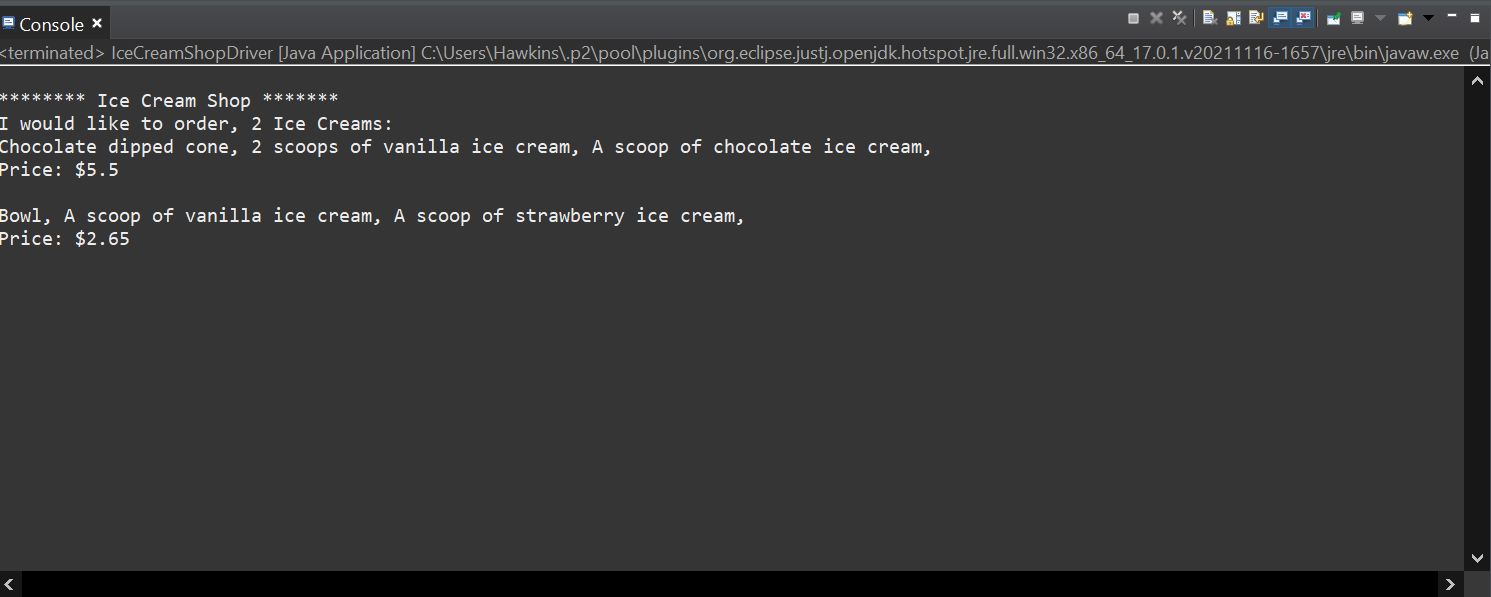 Console
<terminated> IceCreamShopDriver [Java Application] C:\Users\Hawkins\.p2\pool\plugins\org.eclipse.justj.openjdk.hotspot.jre.full.win32.x86_64_17.0.1.v20211116-1657\jre\bin\javaw.exe (Ja
******** Ice Cream Shop *******
I would like to order, 2 Ice Creams:
Chocolate dipped cone, 2 scoops of vanilla ice cream, A scoop of chocolate ice cream,
Price: $5.5
Bowl, A scoop of vanilla ice cream, A scoop of strawberry ice cream,
Price: $2.65